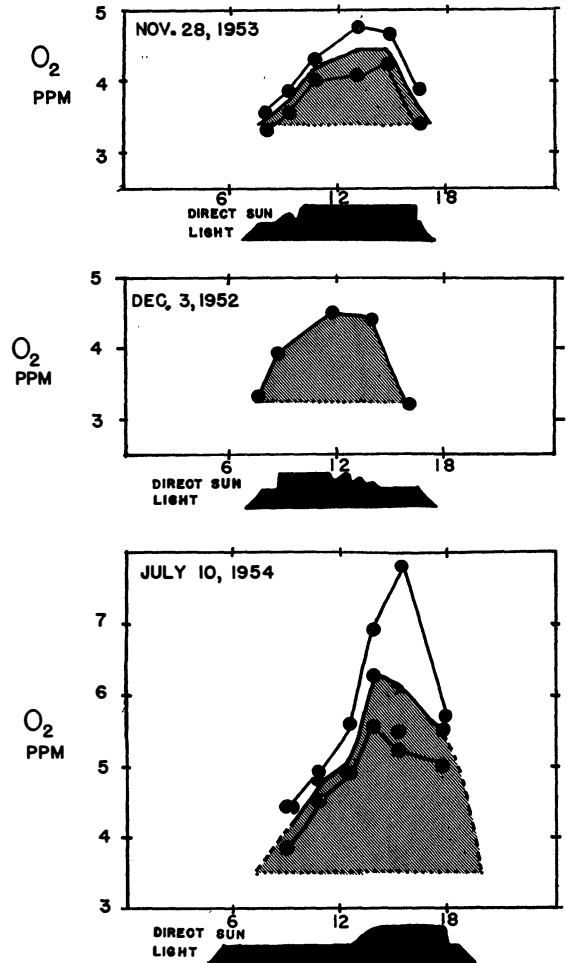 5
NOV. 28, 1953
O2
PPM
4
3
6 12 18
DIRECT SUN
LIGHT
5
DEC. 3, 1952
O2
PPM
4
3
6 12 18
DIRECT SUN
LIGHT
JULY 10, 1954
7
6
O2
PPM
5
4
3
6 12 18
DIRECT SUN
LIGHT